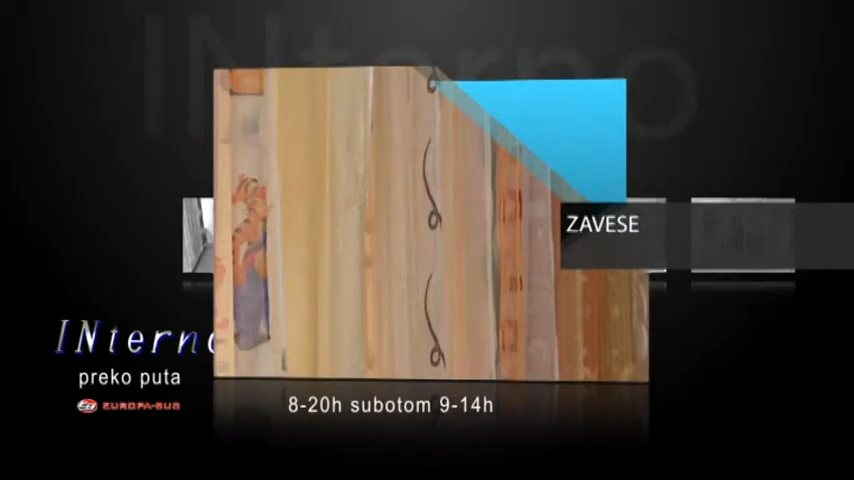 INterno
ZAVESE
INterno
preko puta
EUROPA-BUS
8-20h subotom 9-14h